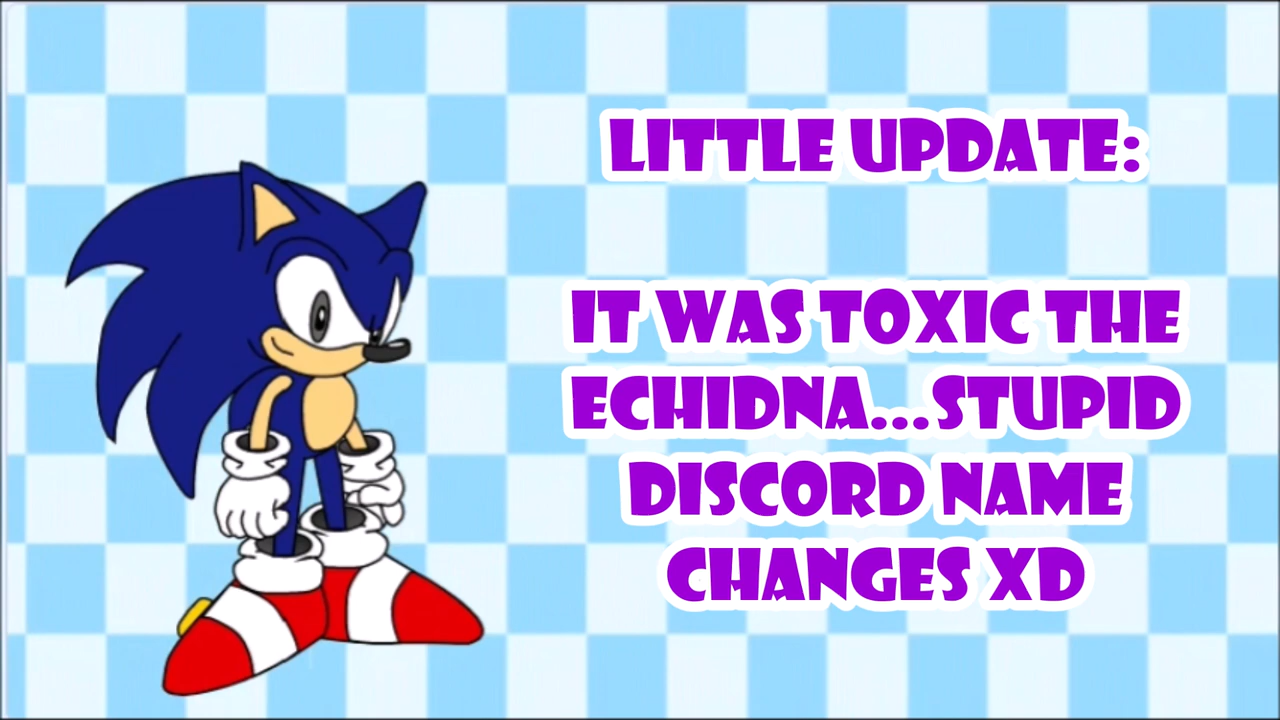 LITTLE UPDATE:
IT WAS TOXIC THE
ECHIDNA...STUPID
DISCORD NAME
CHANGES XD